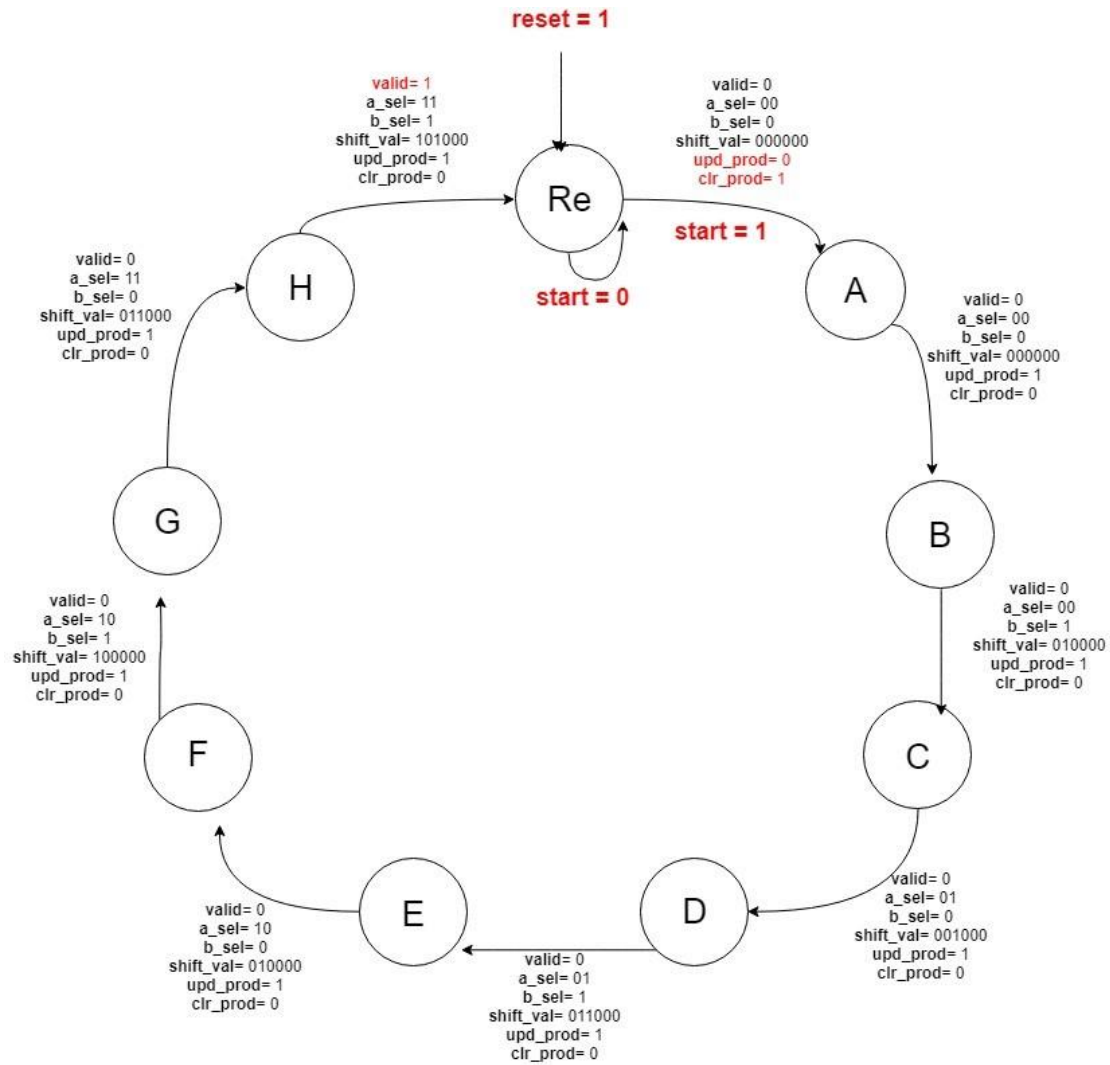 reset = 1
valid= 1
a_sel= 11
b_sel= 1
shift_val= 101000
upd_prod= 1
clr_prod= 0
valid= 0
a_sel= 00
b_sel= 0
shift_val= 000000
upd_prod= 0
clr_prod= 1
Re
start = 1
start = 0
H
A
valid= 0
a_sel= 11
b_sel= 0
shift_val= 011000
upd_prod= 1
clr_prod= 0
valid= 0
a_sel= 00
b_sel= 0
shift_val= 000000
upd_prod= 1
clr_prod= 0
G
B
valid= 0
a_sel= 10
b_sel= 1
shift_val= 100000
upd_prod= 1
clr_prod= 0
valid= 0
a_sel= 00
b_sel= 1
shift_val= 010000
upd_prod= 1
clr_prod= 0
F
C
valid= 0
a_sel= 10
b_sel= 0
shift_val= 010000
upd_prod= 1
clr_prod= 0
E
D
valid= 0
a_sel= 01
b_sel= 1
shift_val= 011000
upd_prod= 1
clr_prod= 0
valid= 0
a_sel= 01
b_sel= 0
shift_val= 001000
upd_prod= 1
clr_prod= 0